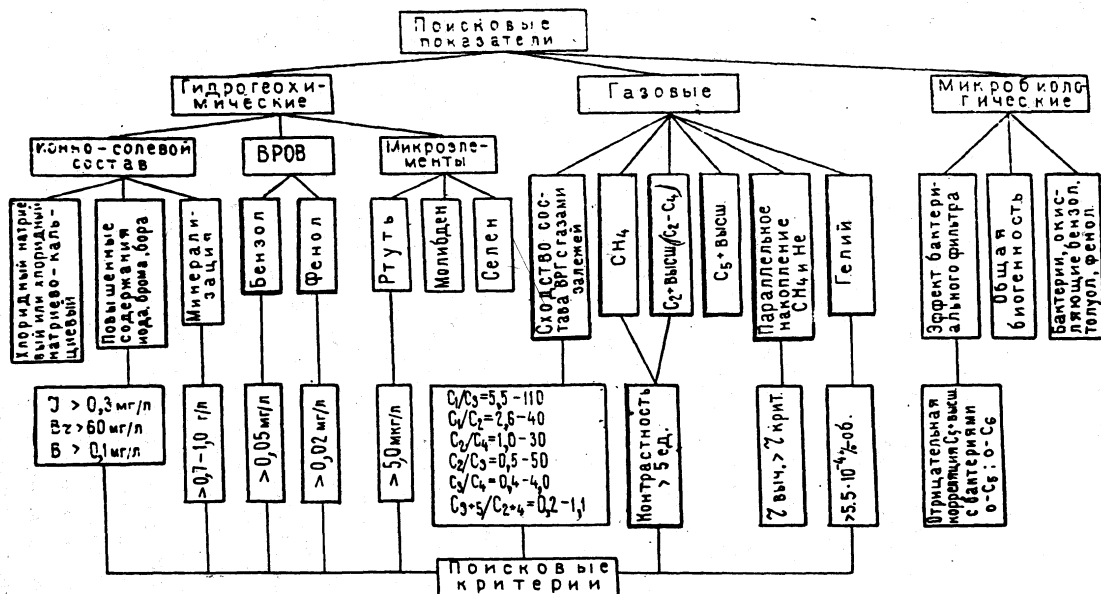 Поисковые
показатели
Гидрогеохи-
мические
Газовые
Микробиоло-
гические
Ионно-солевой
состав
ВРОВ
Микроэле-
менты
Хлоридный натрие
вый или хлоридный
натриево-каль-
циевый
Повышенные
содержания
иода, брома, бора
Минерали-
зация
Бензол
Фенол
Ртуть
Молибден
Селен
Сходство сос-
тава ВРГ с газами
залежей
CH₄
C₂+высш/C₂-C₄/
C₅+высш.
Параллельное
накопление
CH₄ и He
Гелий
Эффект бактери-
ального фильтра
Общая
биогенность
Бактерии, окис-
ляющие бензол,
толуол, фенол.
J > 0,3 мг/л
Br >60 мг/л
B > 0,1 мг/л
>0,7-1,0 г/л
>0,05 мг/л
>0,02 мг/л
>5,0мкг/л
C₁/C₃=5,5-110
C₁/C₂=2,6-40
C₂/C₄=1,0-30
C₂/C₃=0,5-50
C₃/C₄=0,4-4,0
C₃₊₅/C₂₊₄=0,2-1,1
Контрастность
> 5 ед.
τ выч. > τ крит.
>5.5·10⁻⁴%об.
Отрицательная
корреляция C₅+высш
с бактериями
о-C₅; о-C₆
Поисковые
критерии